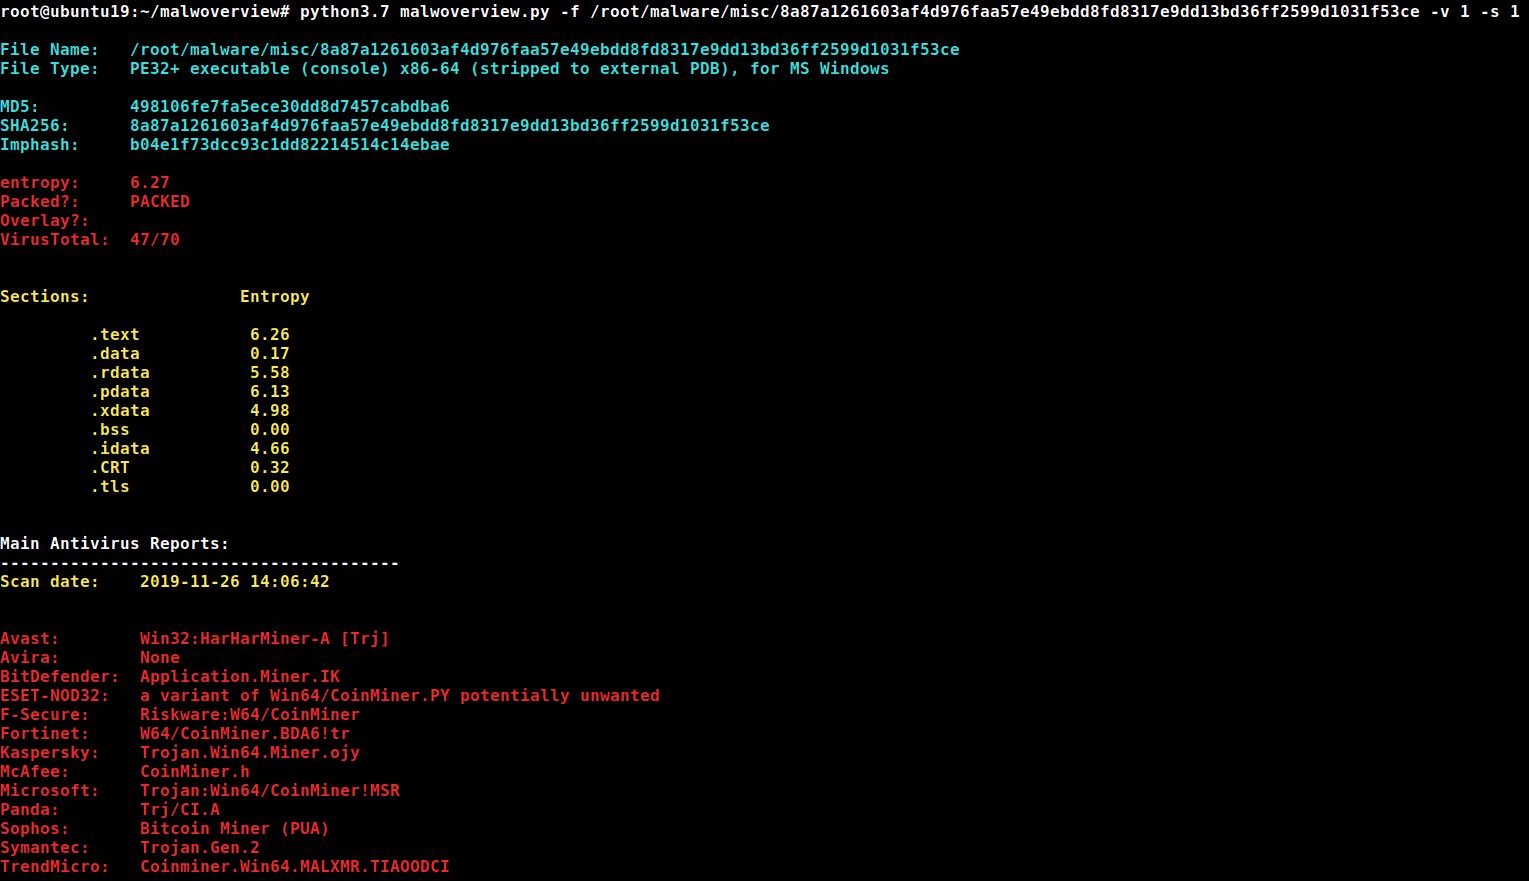 root@ubuntu19:~/malwoverview# python3.7 malwoverview.py -f /root/malware/misc/8a87a1261603af4d976faa57e49ebdd8fd8317e9dd13bd36ff2599d1031f53ce -v 1 -s 1
File Name: /root/malware/misc/8a87a1261603af4d976faa57e49ebdd8fd8317e9dd13bd36ff2599d1031f53ce
File Type: PE32+ executable (console) x86-64 (stripped to external PDB), for MS Windows
MD5: 498106fe7fa5ece30dd8d7457cabdba6
SHA256: 8a87a1261603af4d976faa57e49ebdd8fd8317e9dd13bd36ff2599d1031f53ce
Imphash: b04e1f73dcc93c1dd82214514c14ebae
entropy: 6.27
Packed?: PACKED
Overlay?:
VirusTotal: 47/70
Sections: Entropy
.text 6.26
.data 0.17
.rdata 5.58
.pdata 6.13
.xdata 4.98
.bss 0.00
.idata 4.66
.CRT 0.32
.tls 0.00
Main Antivirus Reports:
----------------------------------------
Scan date: 2019-11-26 14:06:42
Avast: Win32:HarHarMiner-A [Trj]
Avira: None
BitDefender: Application.Miner.IK
ESET-NOD32: a variant of Win64/CoinMiner.PY potentially unwanted
F-Secure: Riskware:W64/CoinMiner
Fortinet: W64/CoinMiner.BDA6!tr
Kaspersky: Trojan.Win64.Miner.ojy
McAfee: CoinMiner.h
Microsoft: Trojan:Win64/CoinMiner!MSR
Panda: Trj/CI.A
Sophos: Bitcoin Miner (PUA)
Symantec: Trojan.Gen.2
TrendMicro: Coinminer.Win64.MALXMR.TIAOODCI